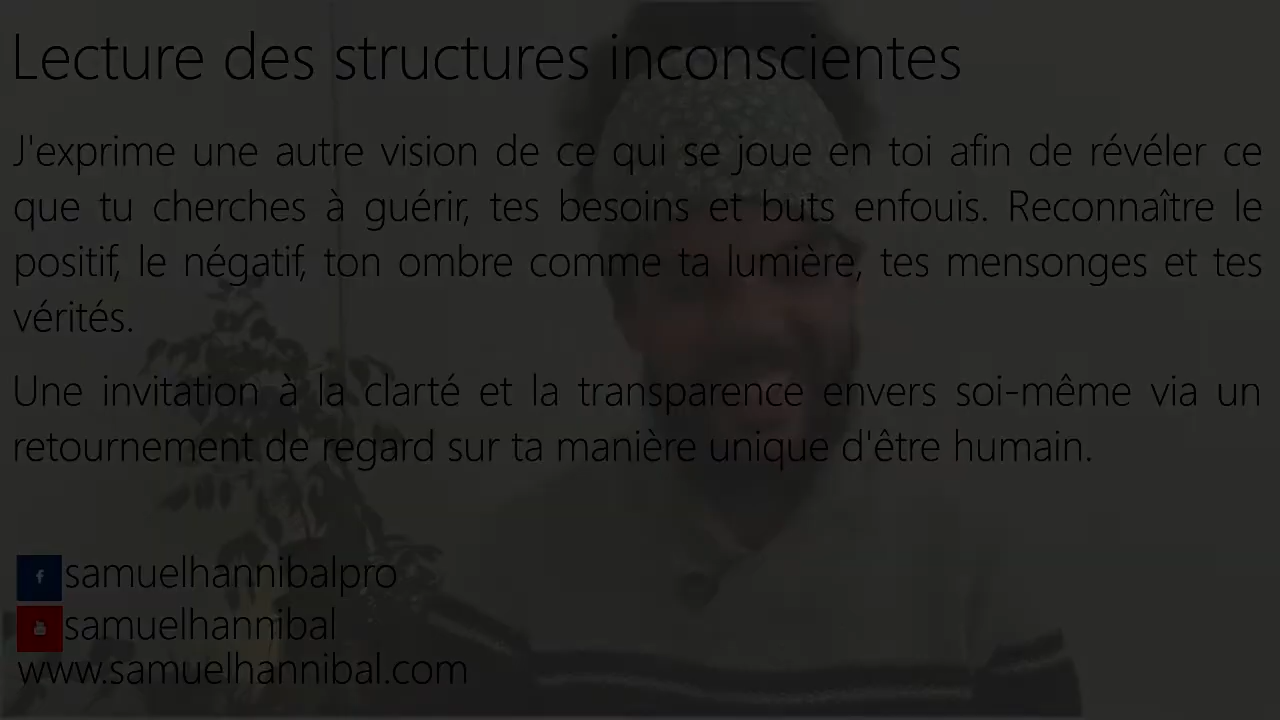 Lecture des structures inconscientes
J'exprime une autre vision de ce qui se joue en toi afin de révéler ce
que tu cherches à guérir, tes besoins et buts enfouis. Reconnaître le
positif, le négatif, ton ombre comme ta lumière, tes mensonges et tes
vérités.
Une invitation à la clarté et la transparence envers soi-même via un
retournement de regard sur ta manière unique d'être humain.
samuelhannibalpro
samuelhannibal
www.samuelhannibal.com